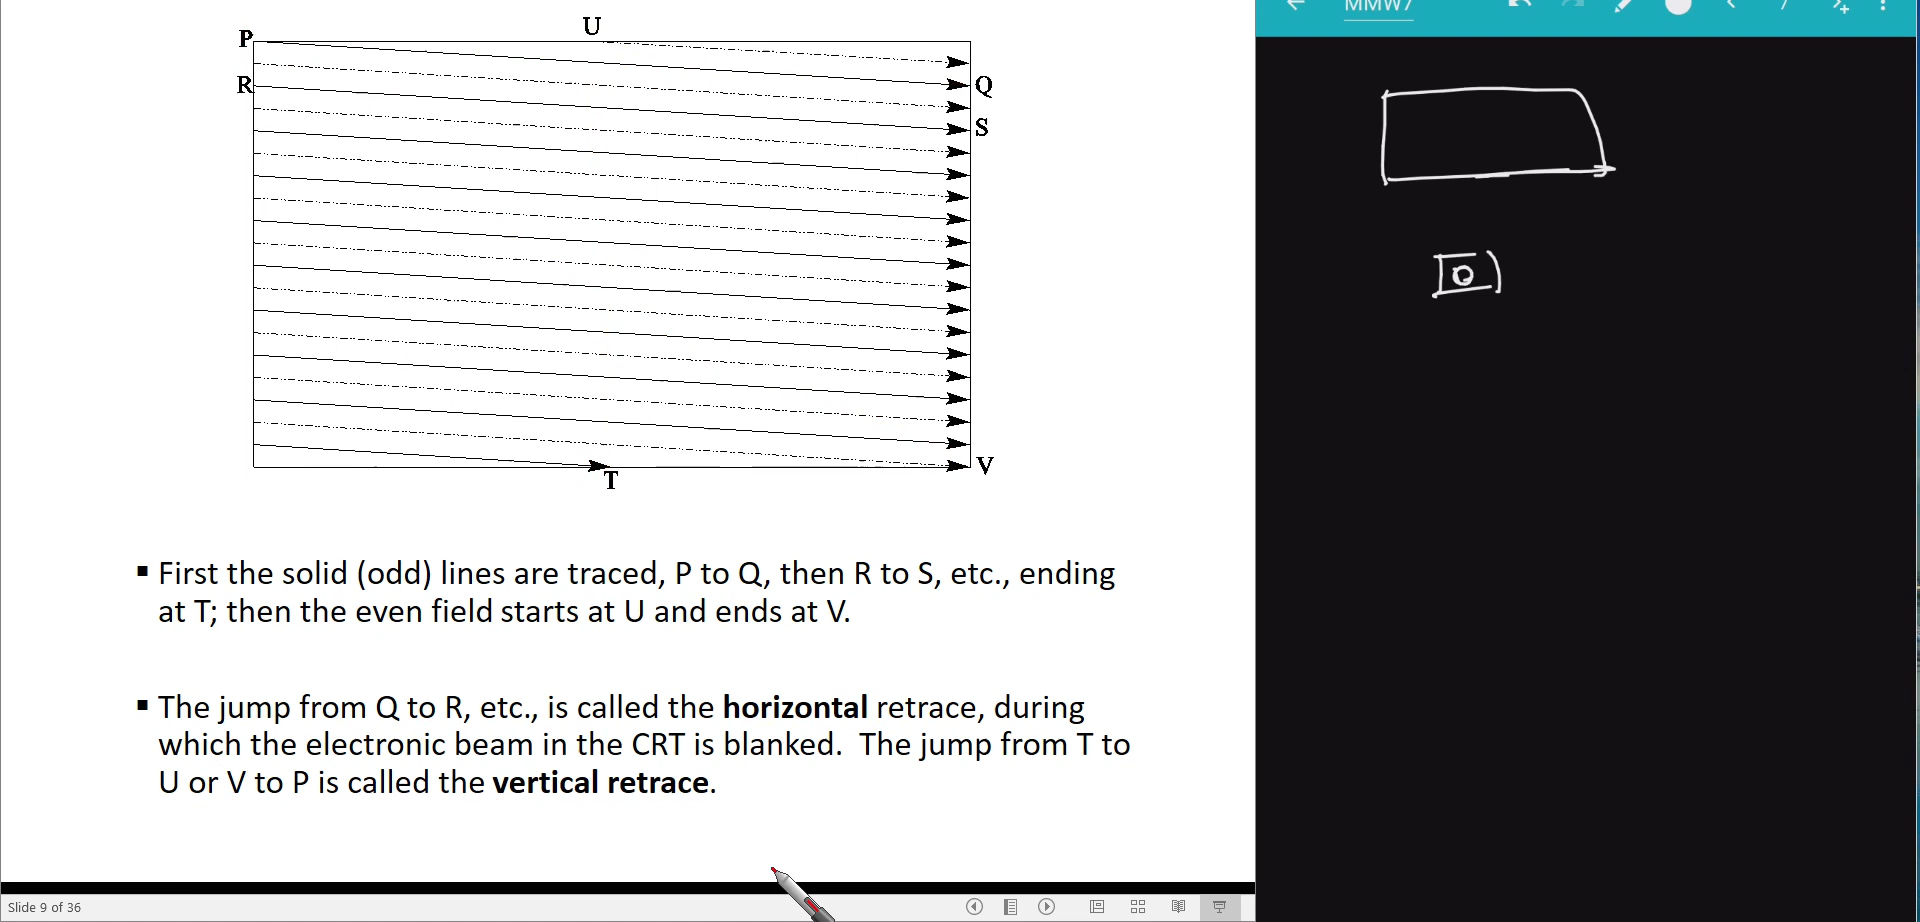 U
P
R
Q
S
T
V
▪ First the solid (odd) lines are traced, P to Q, then R to S, etc., ending
at T; then the even field starts at U and ends at V.
▪ The jump from Q to R, etc., is called the horizontal retrace, during
which the electronic beam in the CRT is blanked. The jump from T to
U or V to P is called the vertical retrace.
Slide 9 of 36
MMW7